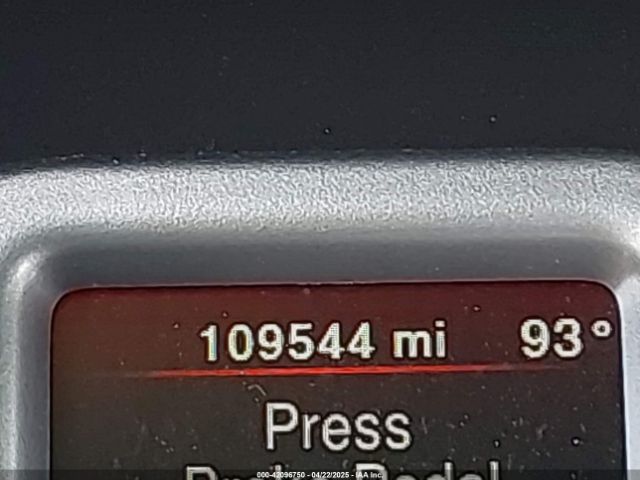 109544 mi 93°
Press
000-42096750 - 04/22/2025 - IAA Inc.